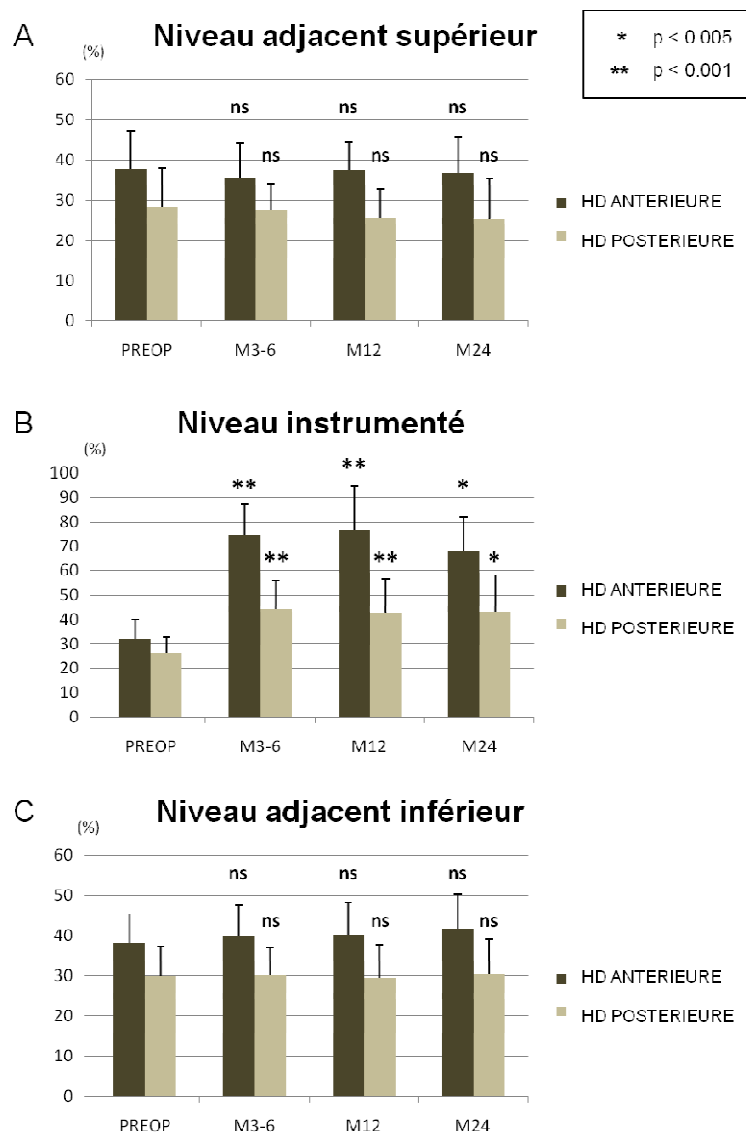 A Niveau adjacent supérieur
* p < 0.005
** p < 0.001
(%)
60
50
40
30
20
10
0
ns ns ns
ns ns ns
PREOP M3-6 M12 M24
HD ANTERIEURE
HD POSTERIEURE
B Niveau instrumenté
(%)
100
90
80
70
60
50
40
30
20
10
0
** ** *
** ** *
PREOP M3-6 M12 M24
HD ANTERIEURE
HD POSTERIEURE
C Niveau adjacent inférieur
(%)
60
50
40
30
20
10
0
ns ns ns
ns ns ns
PREOP M3-6 M12 M24
HD ANTERIEURE
HD POSTERIEURE